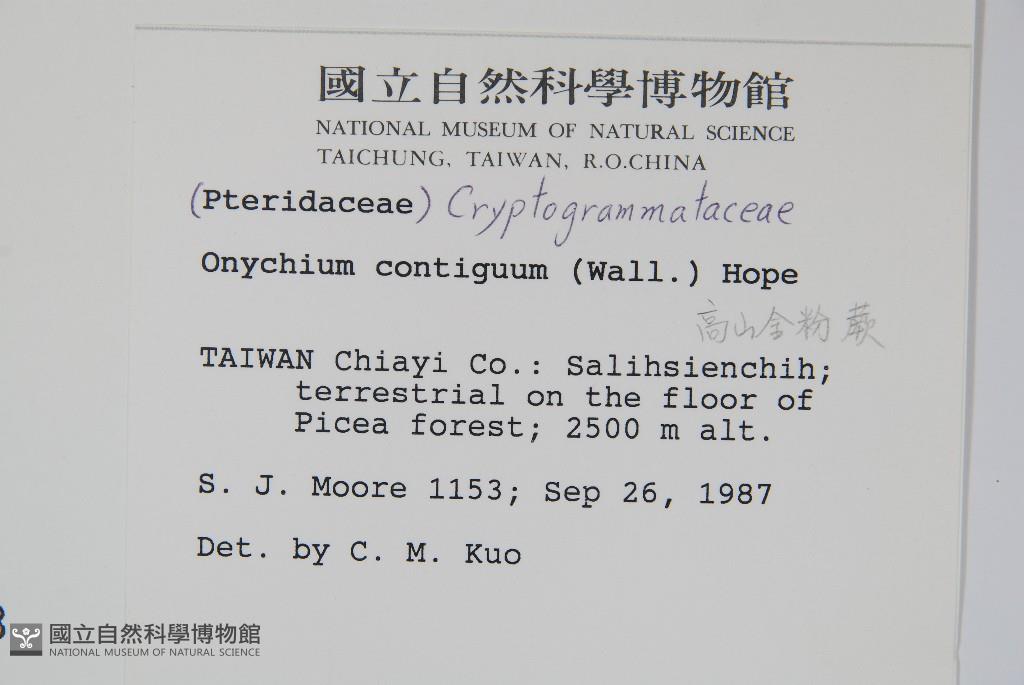 國立自然科學博物館
NATIONAL MUSEUM OF NATURAL SCIENCE
TAICHUNG, TAIWAN, R.O.CHINA
(Pteridaceae) Cryptogrammataceae
Onychium contiguum (Wall.) Hope
高山金粉蕨
TAIWAN Chiayi Co.: Salihsienchih;
terrestrial on the floor of
Picea forest; 2500 m alt.
S. J. Moore 1153; Sep 26, 1987
Det. by C. M. Kuo
國立自然科學博物館
NATIONAL MUSEUM OF NATURAL SCIENCE